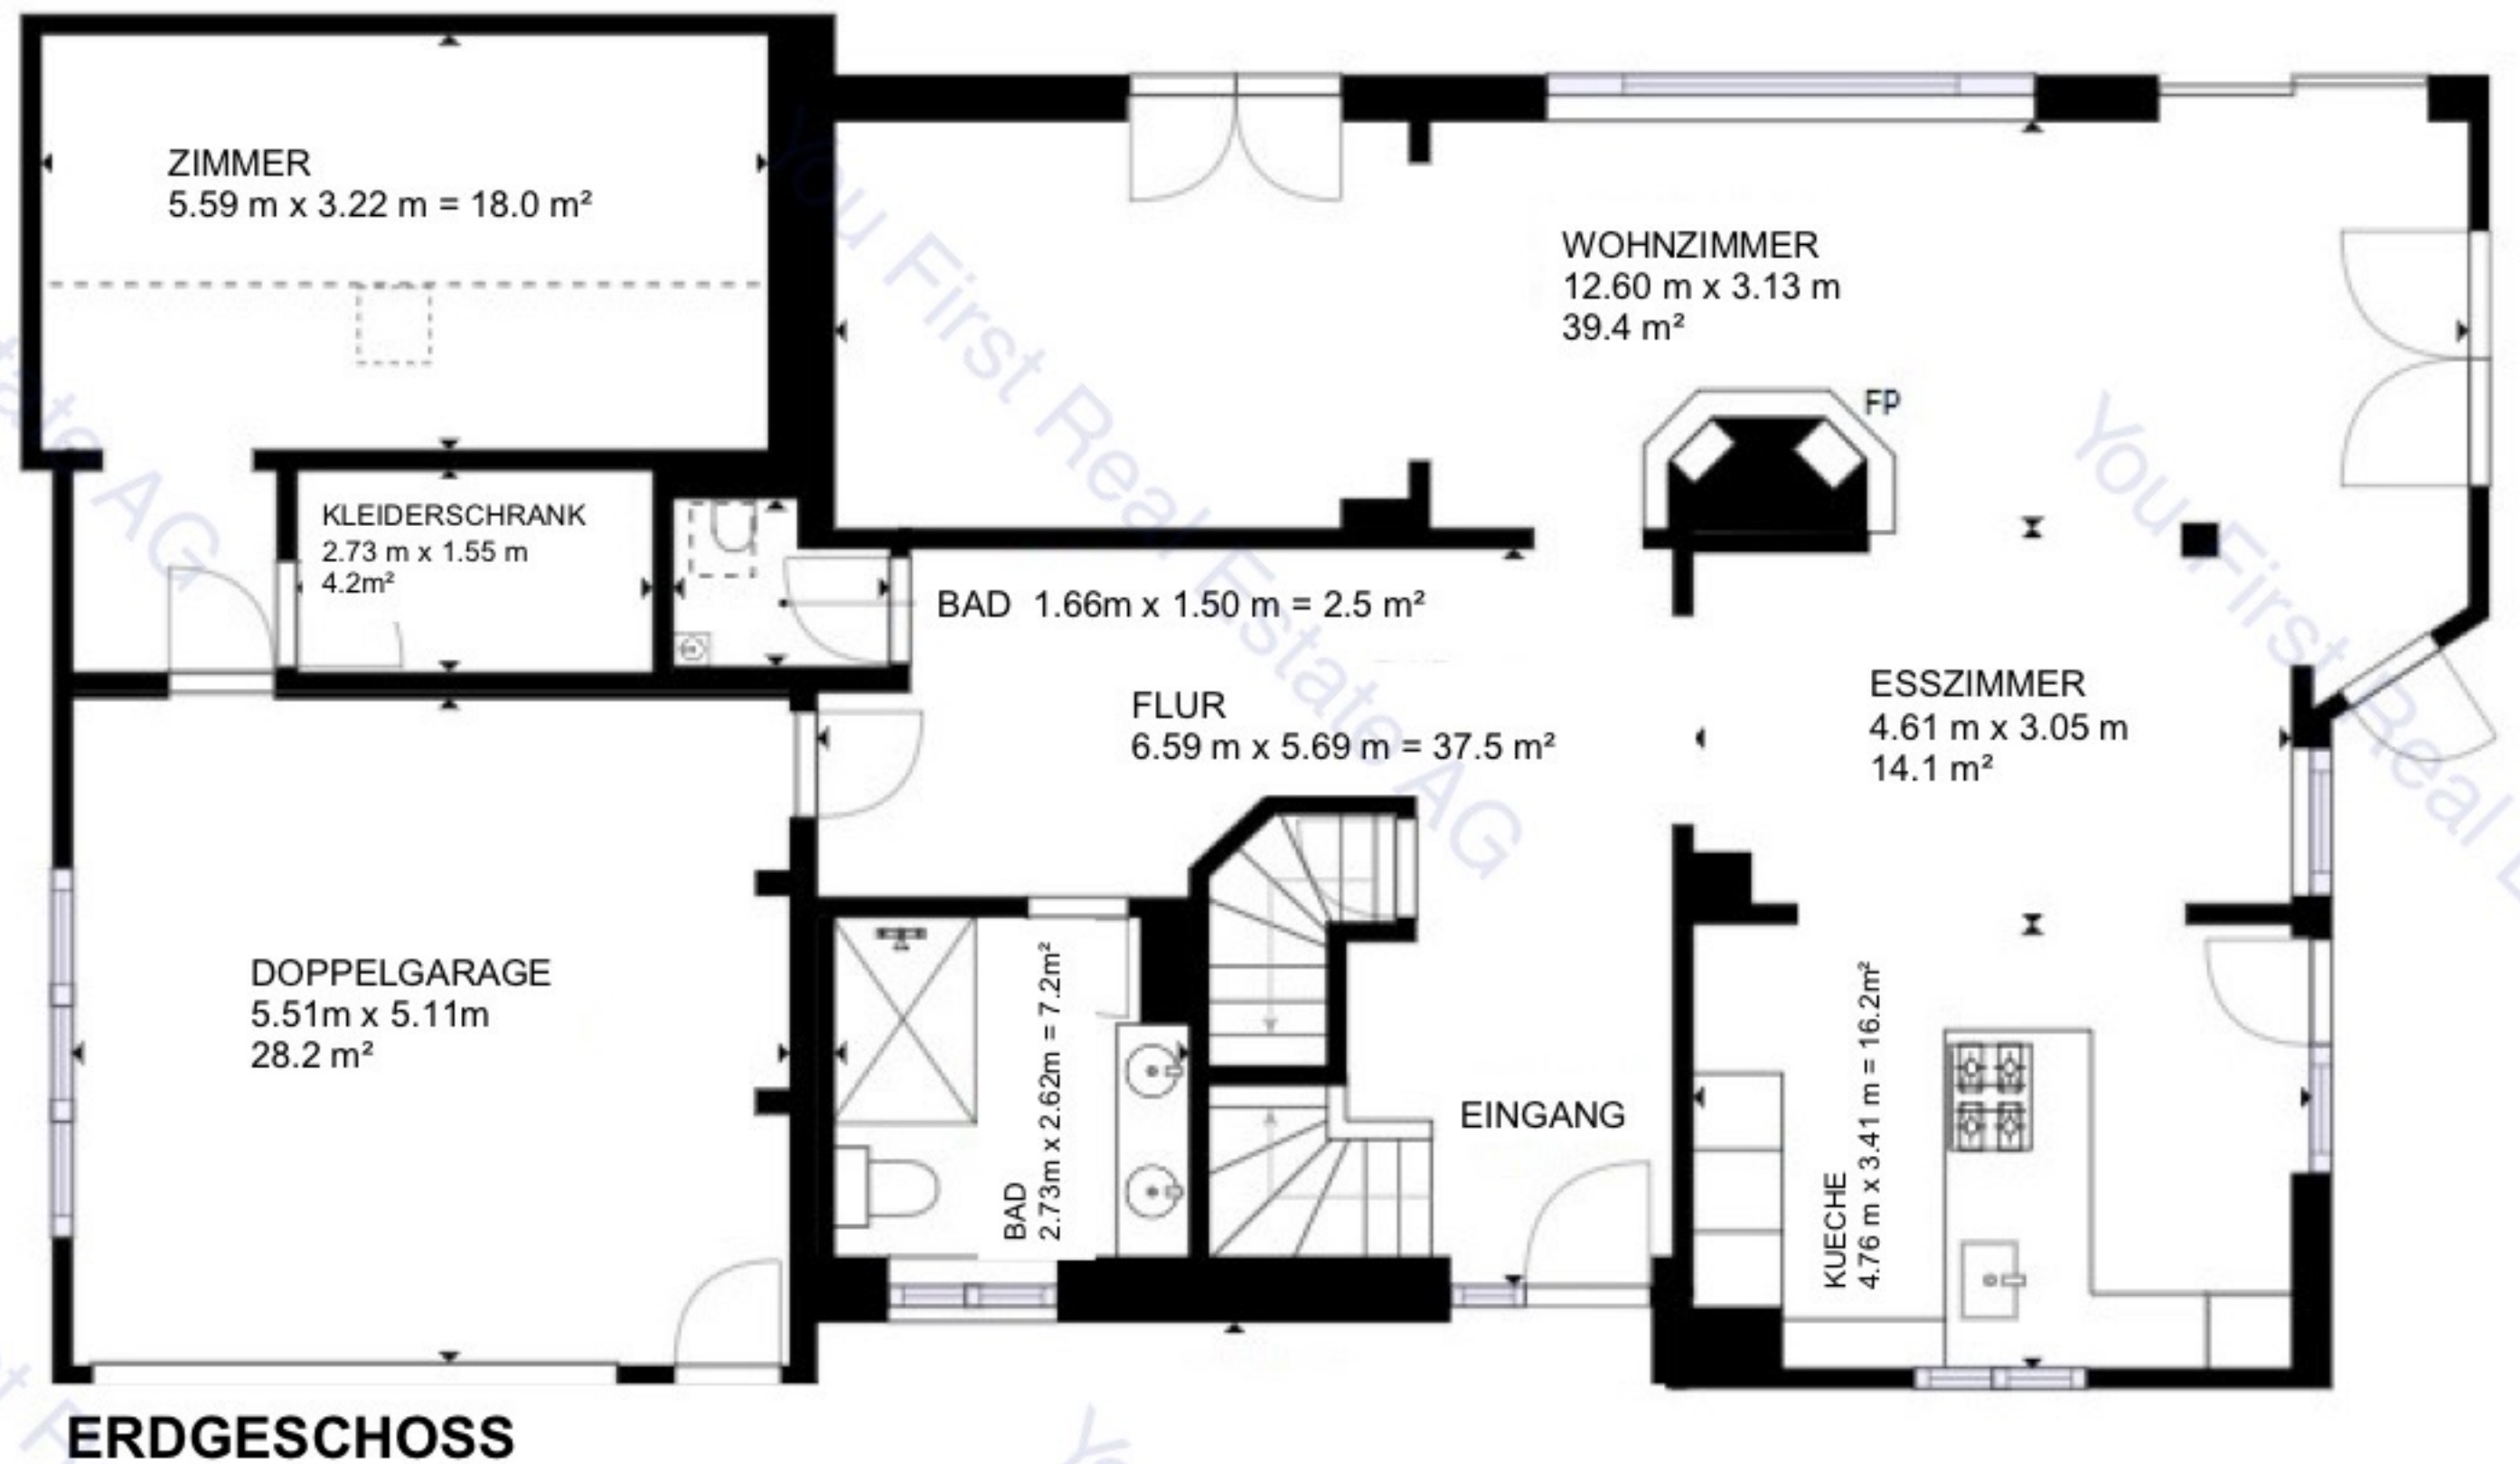 ZIMMER
5.59 m x 3.22 m = 18.0 m²
WOHNZIMMER
12.60 m x 3.13 m
39.4 m²
FP
KLEIDERSCHRANK
2.73 m x 1.55 m
4.2m²
BAD 1.66m x 1.50 m = 2.5 m²
FLUR
6.59 m x 5.69 m = 37.5 m²
ESSZIMMER
4.61 m x 3.05 m
14.1 m²
DOPPELGARAGE
5.51m x 5.11m
28.2 m²
BAD
2.73m x 2.62m = 7.2m²
EINGANG
KUECHE
4.76 m x 3.41 m = 16.2m²
ERDGESCHOSS
You First Real Estate AG
You First Real
AG